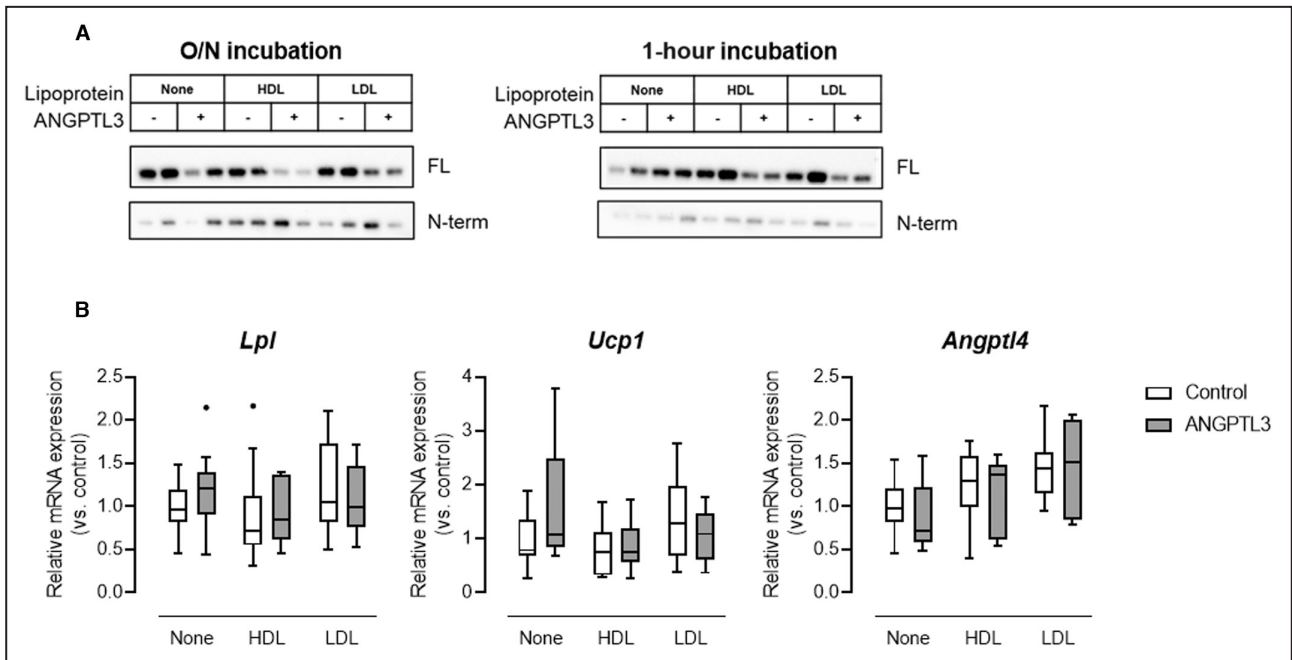 A
O/N incubation
Lipoprotein None HDL LDL
ANGPTL3 - + - + - +
FL
N-term
1-hour incubation
Lipoprotein None HDL LDL
ANGPTL3 - + - + - +
FL
N-term
B
Lpl
Relative mRNA expression
(vs. control)
2.5
2.0
1.5
1.0
0.5
0.0
None HDL LDL
Ucp1
Relative mRNA expression
(vs. control)
4
3
2
1
0
None HDL LDL
Angptl4
Relative mRNA expression
(vs. control)
2.5
2.0
1.5
1.0
0.5
0.0
None HDL LDL
Control
ANGPTL3